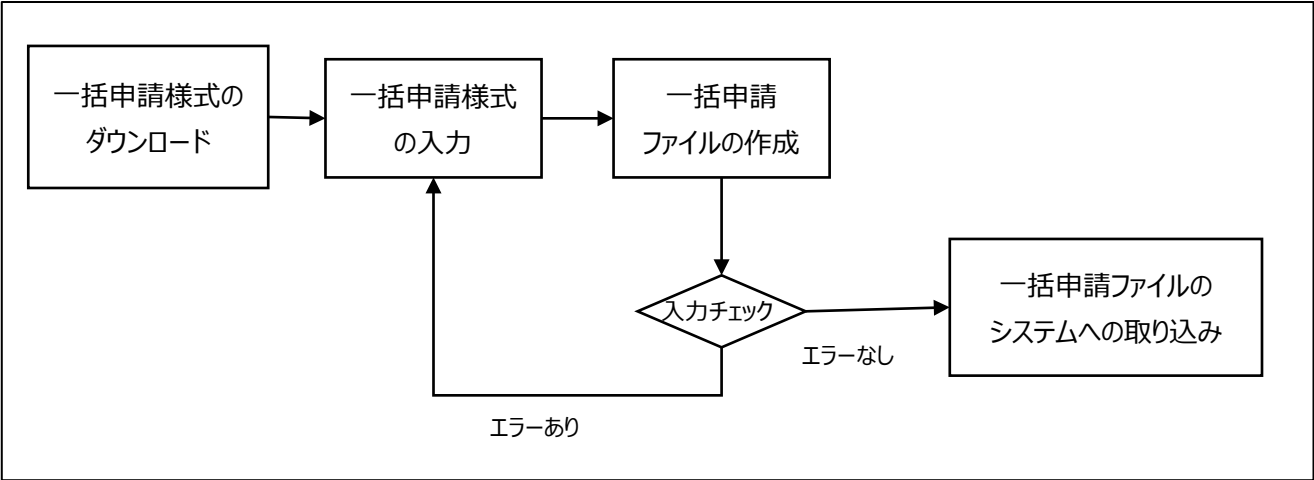 一括申請様式の
ダウンロード
一括申請様式
の入力
一括申請
ファイルの作成
入力チェック
エラーなし
一括申請ファイルの
システムへの取り込み
エラーあり